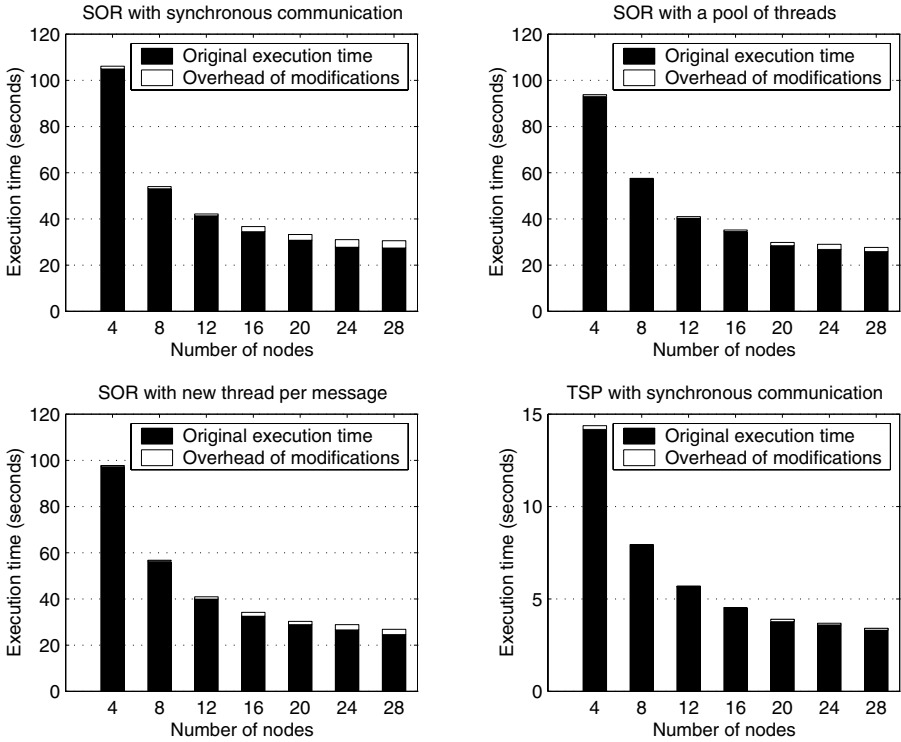 SOR with synchronous communication
120
100
80
60
40
20
0
Execution time (seconds)
Original execution time
Overhead of modifications
4 8 12 16 20 24 28
Number of nodes
SOR with a pool of threads
120
100
80
60
40
20
0
Execution time (seconds)
Original execution time
Overhead of modifications
4 8 12 16 20 24 28
Number of nodes
SOR with new thread per message
120
100
80
60
40
20
0
Execution time (seconds)
Original execution time
Overhead of modifications
4 8 12 16 20 24 28
Number of nodes
TSP with synchronous communication
15
10
5
0
Execution time (seconds)
Original execution time
Overhead of modifications
4 8 12 16 20 24 28
Number of nodes